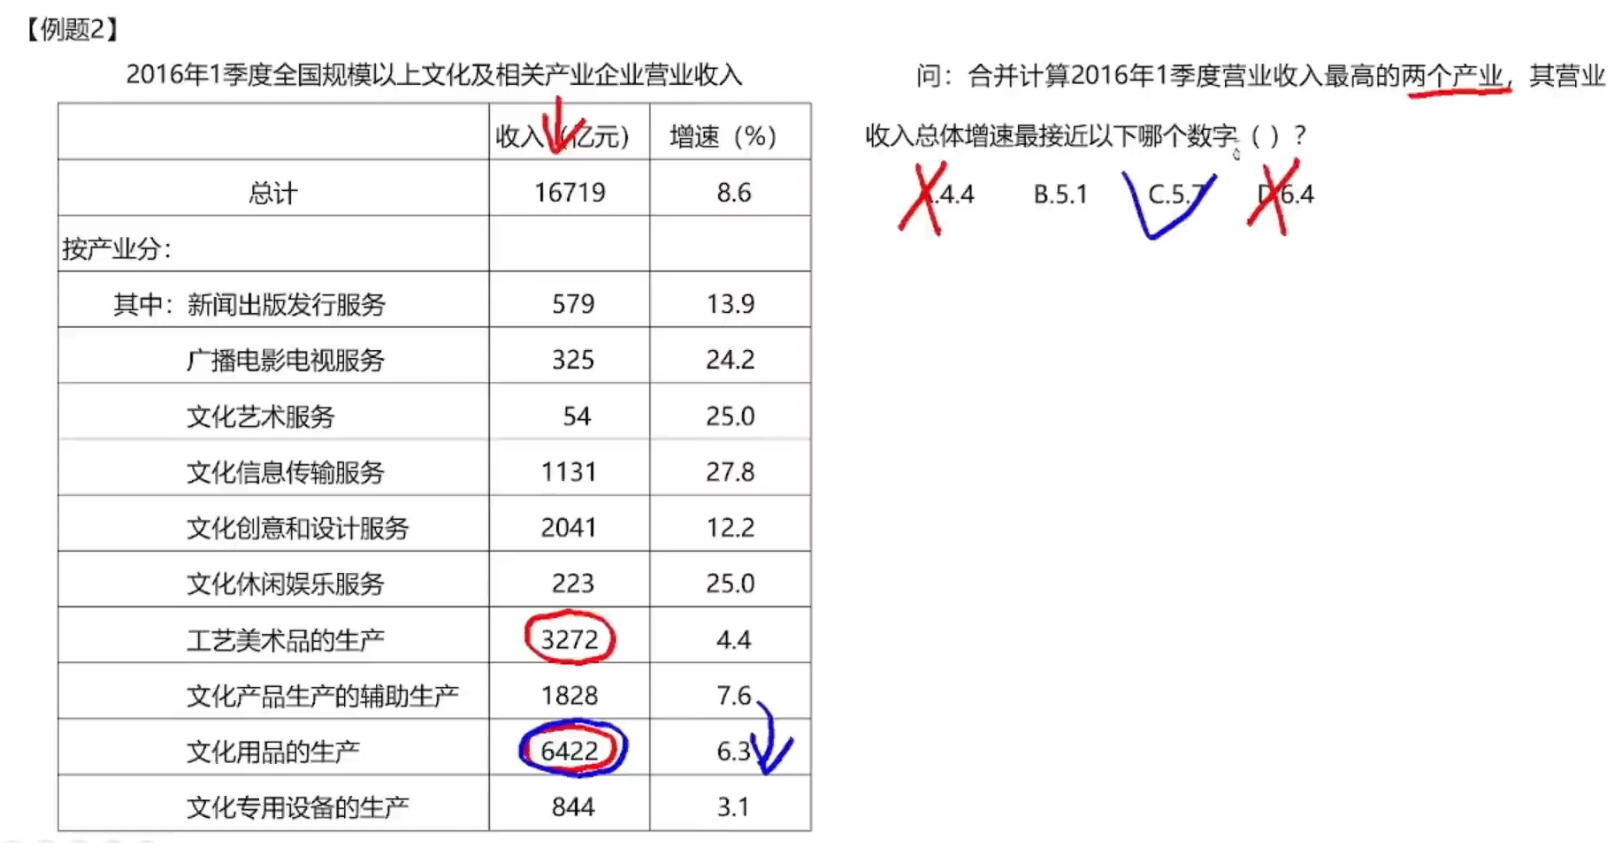 【例题2】
2016年1季度全国规模以上文化及相关产业企业营业收入
收入（亿元） 增速（%）
总计 16719 8.6
按产业分：
其中：新闻出版发行服务 579 13.9
广播电影电视服务 325 24.2
文化艺术服务 54 25.0
文化信息传输服务 1131 27.8
文化创意和设计服务 2041 12.2
文化休闲娱乐服务 223 25.0
工艺美术品的生产 3272 4.4
文化产品生产的辅助生产 1828 7.6
文化用品的生产 6422 6.3
文化专用设备的生产 844 3.1
问：合并计算2016年1季度营业收入最高的两个产业，其营业
收入总体增速最接近以下哪个数字（ ）？
A.4.4 B.5.1 C.5.7 D.6.4